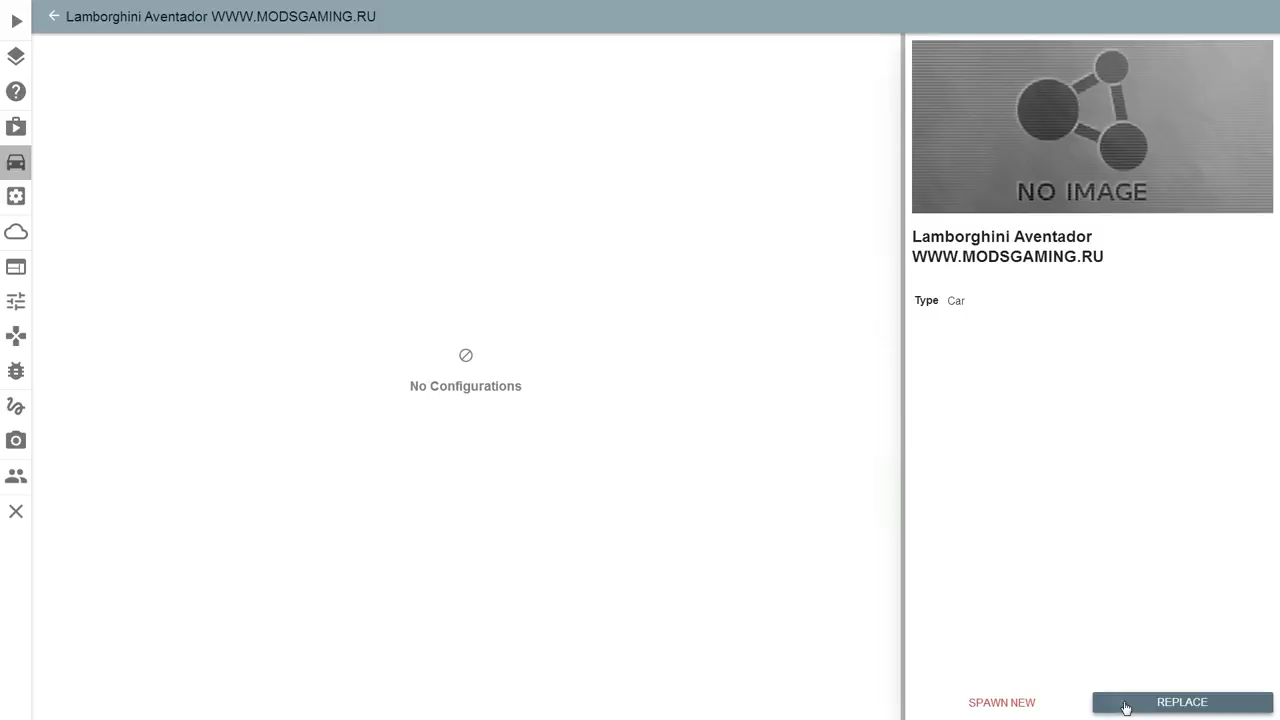 Lamborghini Aventador WWW.MODSGAMING.RU
NO IMAGE
Lamborghini Aventador
WWW.MODSGAMING.RU
Type Car
No Configurations
SPAWN NEW
REPLACE